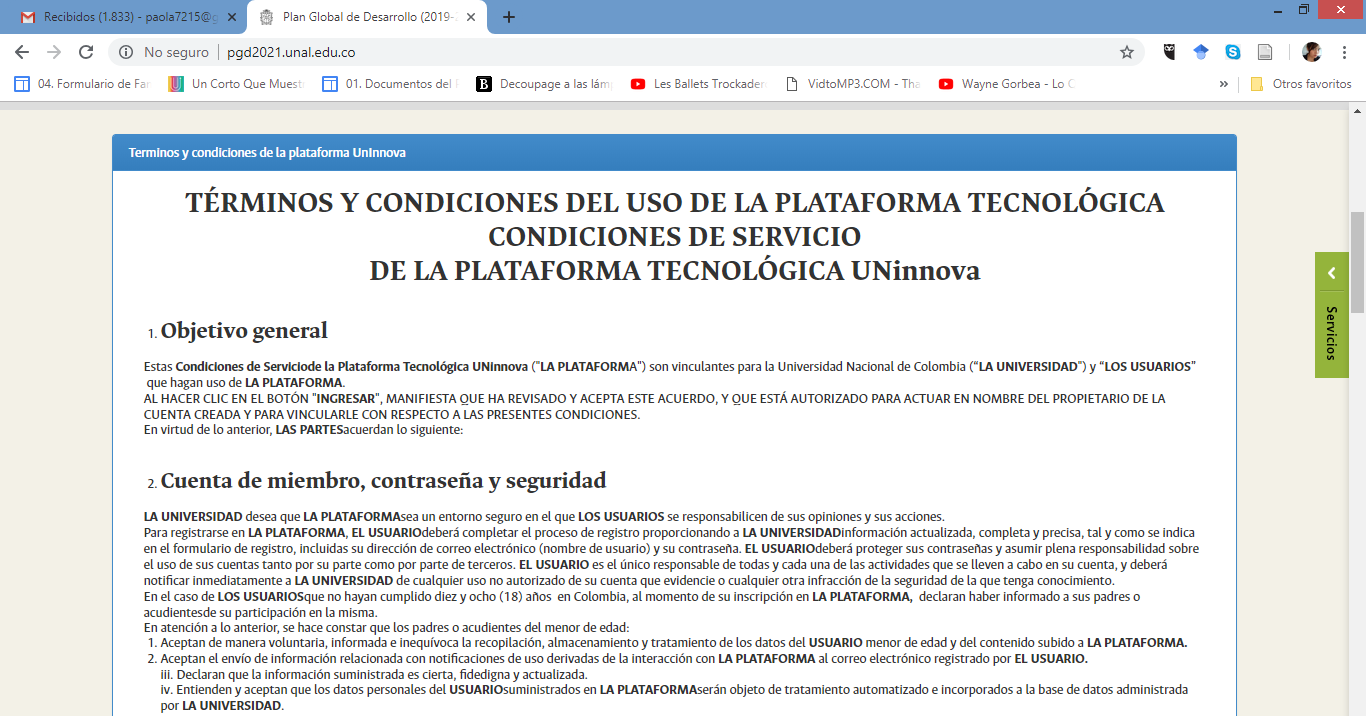 Recibidos (1.833) - paola7215@g
Plan Global de Desarrollo (2019-2
No seguro | pgd2021.unal.edu.co
04. Formulario de Far
Un Corto Que Muest
01. Documentos del
Decoupage a las lám
Les Ballets Trockader
VidtoMP3.COM - Tha
Wayne Gorbea - Lo C
»
Otros favoritos
Terminos y condiciones de la plataforma UnInnova
TÉRMINOS Y CONDICIONES DEL USO DE LA PLATAFORMA TECNOLÓGICA
CONDICIONES DE SERVICIO
DE LA PLATAFORMA TECNOLÓGICA UNinnova
1. Objetivo general
Estas Condiciones de Serviciode la Plataforma Tecnológica UNinnova ("LA PLATAFORMA") son vinculantes para la Universidad Nacional de Colombia (“LA UNIVERSIDAD") y “LOS USUARIOS”
que hagan uso de LA PLATAFORMA.
AL HACER CLIC EN EL BOTÓN "INGRESAR", MANIFIESTA QUE HA REVISADO Y ACEPTA ESTE ACUERDO, Y QUE ESTÁ AUTORIZADO PARA ACTUAR EN NOMBRE DEL PROPIETARIO DE LA
CUENTA CREADA Y PARA VINCULARLE CON RESPECTO A LAS PRESENTES CONDICIONES.
En virtud de lo anterior, LAS PARTESacuerdan lo siguiente:
2. Cuenta de miembro, contraseña y seguridad
LA UNIVERSIDAD desea que LA PLATAFORMAsea un entorno seguro en el que LOS USUARIOS se responsabilicen de sus opiniones y sus acciones.
Para registrarse en LA PLATAFORMA, EL USUARIOdeberá completar el proceso de registro proporcionando a LA UNIVERSIDADinformación actualizada, completa y precisa, tal y como se indica
en el formulario de registro, incluidas su dirección de correo electrónico (nombre de usuario) y su contraseña. EL USUARIOdeberá proteger sus contraseñas y asumir plena responsabilidad sobre
el uso de sus cuentas tanto por su parte como por parte de terceros. EL USUARIO es el único responsable de todas y cada una de las actividades que se lleven a cabo en su cuenta, y deberá
notificar inmediatamente a LA UNIVERSIDAD de cualquier uso no autorizado de su cuenta que evidencie o cualquier otra infracción de la seguridad de la que tenga conocimiento.
En el caso de LOS USUARIOSque no hayan cumplido diez y ocho (18) años en Colombia, al momento de su inscripción en LA PLATAFORMA, declaran haber informado a sus padres o
acudientesde su participación en la misma.
En atención a lo anterior, se hace constar que los padres o acudientes del menor de edad:
1. Aceptan de manera voluntaria, informada e inequívoca la recopilación, almacenamiento y tratamiento de los datos del USUARIO menor de edad y del contenido subido a LA PLATAFORMA.
2. Aceptan el envío de información relacionada con notificaciones de uso derivadas de la interacción con LA PLATAFORMA al correo electrónico registrado por EL USUARIO.
iii. Declaran que la información suministrada es cierta, fidedigna y actualizada.
iv. Entienden y aceptan que los datos personales del USUARIOsuministrados en LA PLATAFORMAserán objeto de tratamiento automatizado e incorporados a la base de datos administrada
por LA UNIVERSIDAD.
Servicios